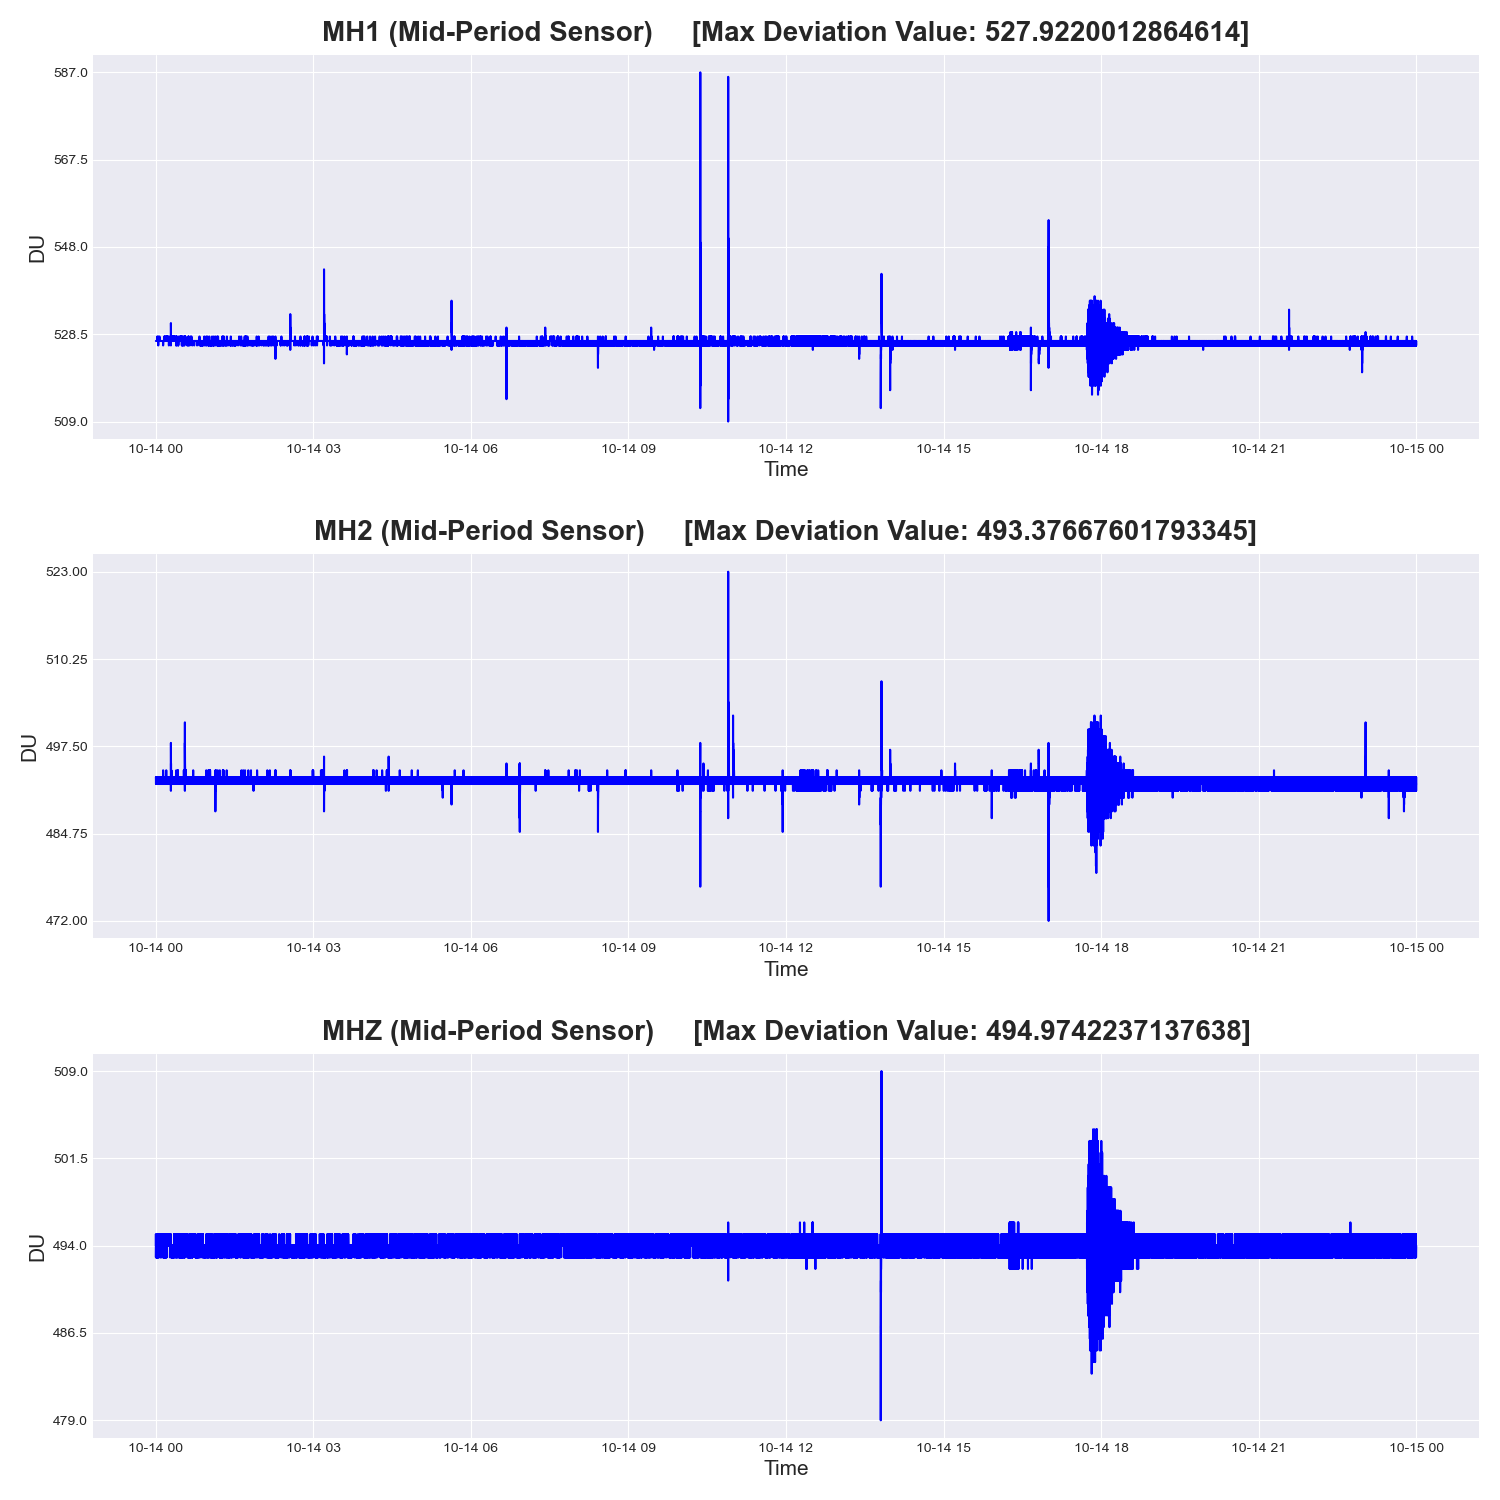 MH1 (Mid-Period Sensor) [Max Deviation Value: 527.9220012864614]
587.0
567.5
548.0
528.5
509.0
DU
10-14 00 10-14 03 10-14 06 10-14 09 10-14 12 10-14 15 10-14 18 10-14 21 10-15 00
Time
MH2 (Mid-Period Sensor) [Max Deviation Value: 493.37667601793345]
523.00
510.25
497.50
484.75
472.00
DU
10-14 00 10-14 03 10-14 06 10-14 09 10-14 12 10-14 15 10-14 18 10-14 21 10-15 00
Time
MHZ (Mid-Period Sensor) [Max Deviation Value: 494.9742237137638]
509.0
501.5
494.0
486.5
479.0
DU
10-14 00 10-14 03 10-14 06 10-14 09 10-14 12 10-14 15 10-14 18 10-14 21 10-15 00
Time